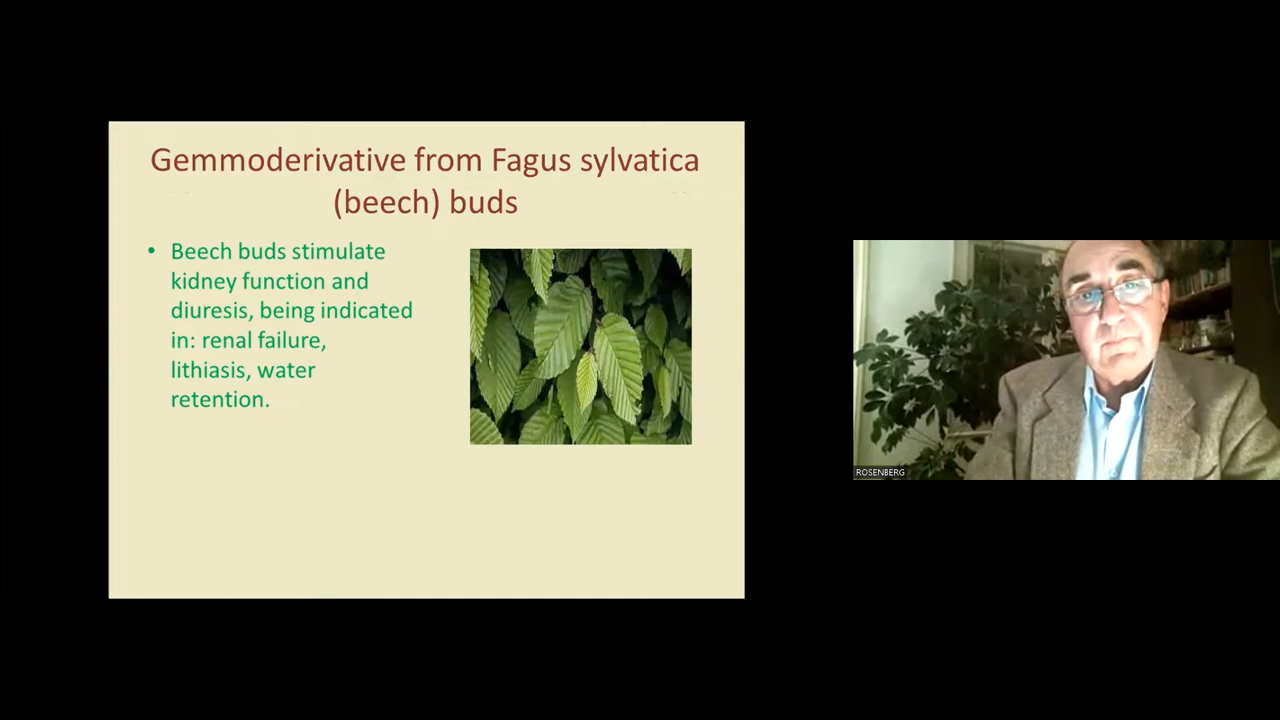 Gemmoderivative from Fagus sylvatica
(beech) buds
• Beech buds stimulate
kidney function and
diuresis, being indicated
in: renal failure,
lithiasis, water
retention.
ROSENBERG